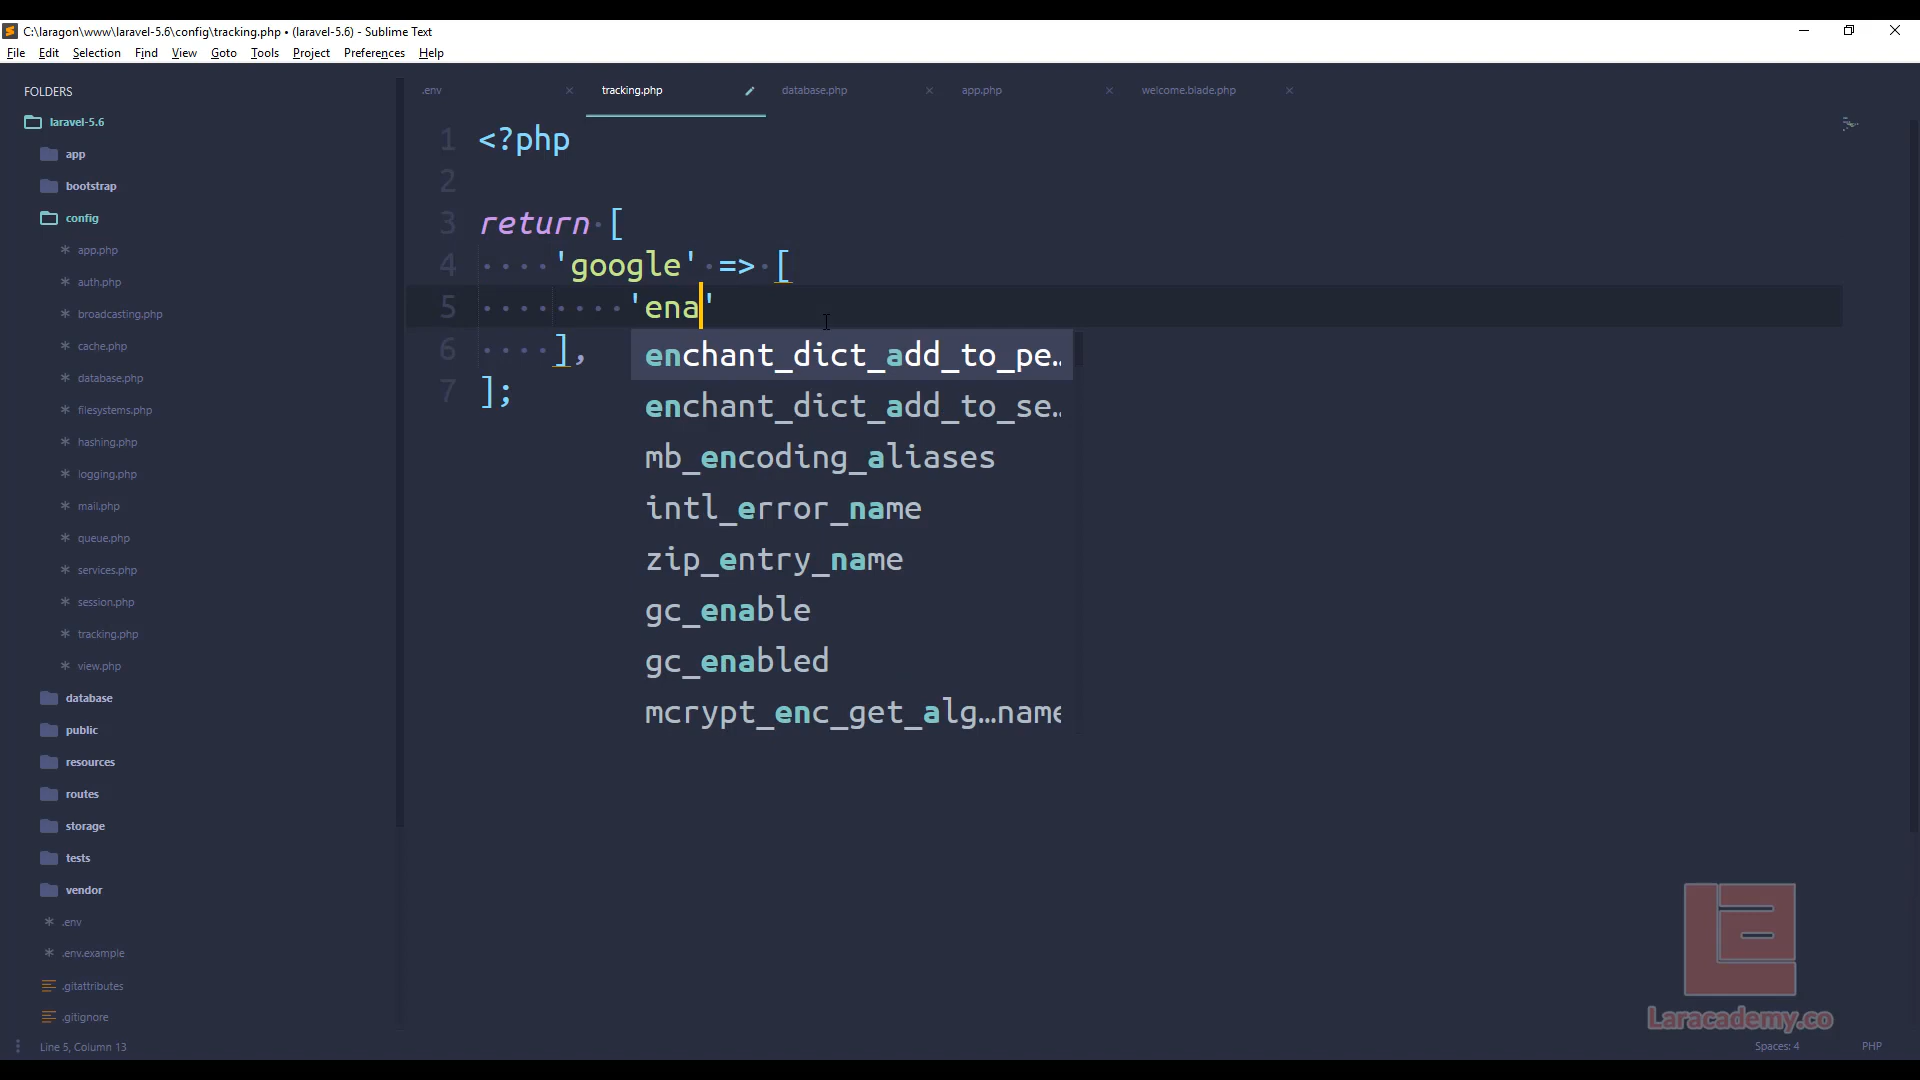 C:\laragon\www\laravel-5.6\config\tracking.php • (laravel-5.6) - Sublime Text
File Edit Selection Find View Goto Tools Project Preferences Help
FOLDERS
laravel-5.6
app
bootstrap
config
app.php
auth.php
broadcasting.php
cache.php
database.php
filesystems.php
hashing.php
logging.php
mail.php
queue.php
services.php
session.php
tracking.php
view.php
database
public
resources
routes
storage
tests
vendor
.env
.env.example
.gitattributes
.gitignore
.env tracking.php database.php app.php welcome.blade.php
1 <?php
2
3 return [
4 'google' => [
5 'ena'
6 ],
7 ];
enchant_dict_add_to_pe…
enchant_dict_add_to_se…
mb_encoding_aliases
intl_error_name
zip_entry_name
gc_enable
gc_enabled
mcrypt_enc_get_alg…name
Laracademy.co
Line 5, Column 13
Spaces: 4 PHP